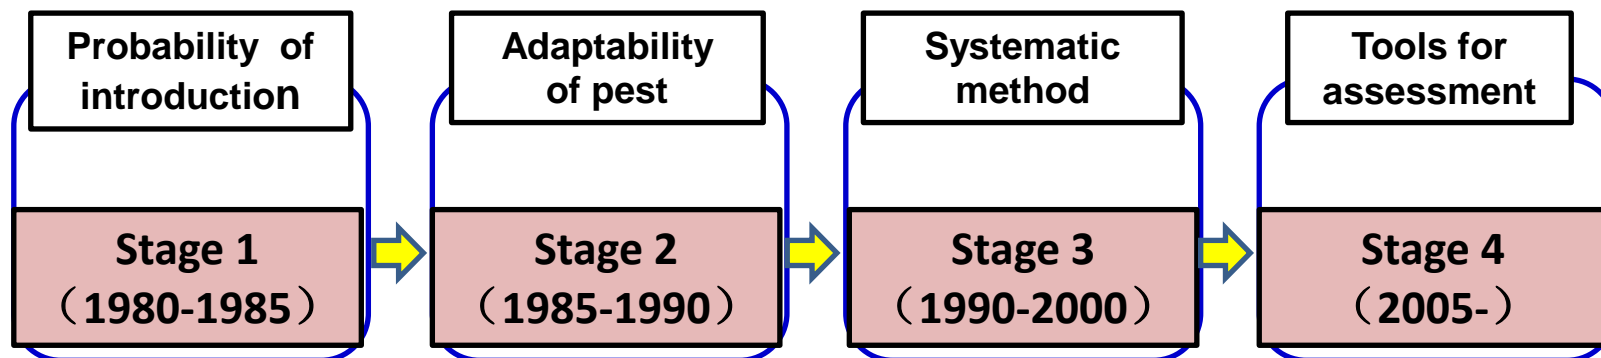 Probability of
introduction
Stage 1
（1980-1985）
Adaptability
of pest
Stage 2
（1985-1990）
Systematic
method
Stage 3
（1990-2000）
Tools for
assessment
Stage 4
（2005-）